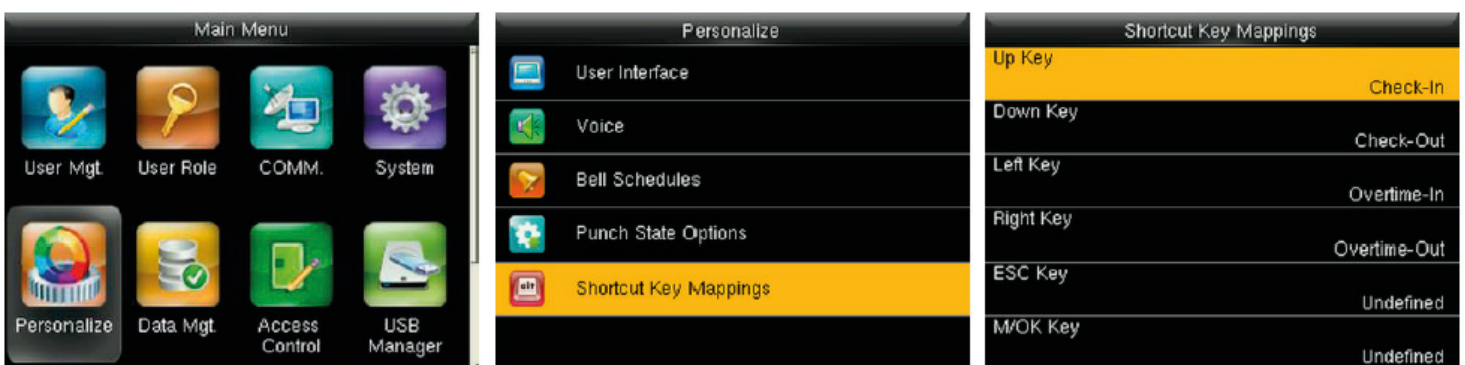 Main Menu
User Mgt.
User Role
COMM.
System
Personalize
Data Mgt.
Access
Control
USB
Manager
Personalize
User Interface
Voice
Bell Schedules
Punch State Options
alt
Shortcut Key Mappings
Shortcut Key Mappings
Up Key
Check-In
Down Key
Check-Out
Left Key
Overtime-In
Right Key
Overtime-Out
ESC Key
Undefined
M/OK Key
Undefined